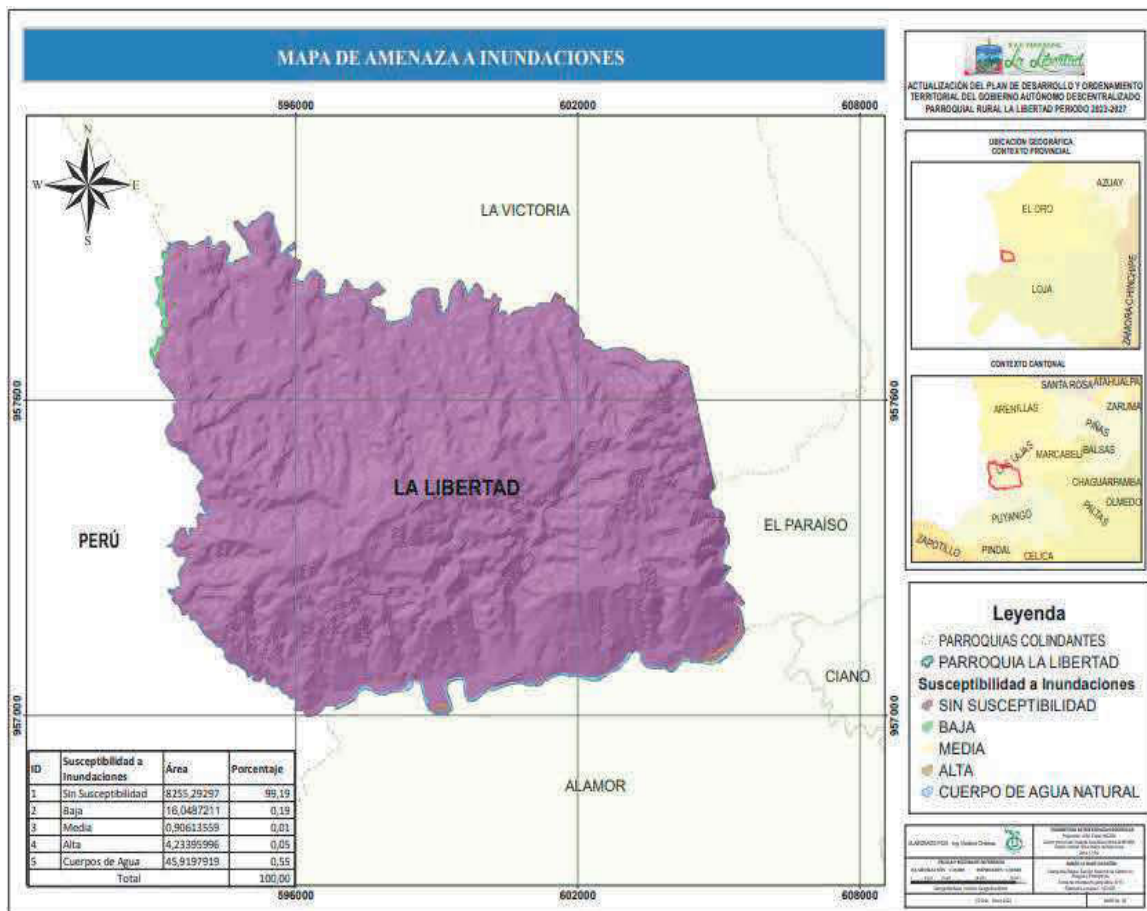 MAPA DE AMENAZA A INUNDACIONES
596000
602000
608000
N
W
E
S
LA VICTORIA
LA LIBERTAD
PERÚ
EL PARAÍSO
CIANO
ALAMOR
957600
957600
957000
957000
596000
602000
608000
ID Susceptibilidad a Inundaciones Área Porcentaje
1 Sin Susceptibilidad 8255,29297 99,19
2 Baja 16,0487211 0,19
3 Media 0,90613559 0,01
4 Alta 4,23395996 0,05
5 Cuerpos de Agua 45,9197919 0,55
Total 100,00
La Libertad
ACTUALIZACIÓN DEL PLAN DE DESARROLLO Y ORDENAMIENTO
TERRITORIAL DEL GOBIERNO AUTÓNOMO DESCENTRALIZADO
PARROQUIAL RURAL LA LIBERTAD PERIODO 2023-2027
UBICACIÓN GEOGRÁFICA
CONTEXTO PROVINCIAL
AZUAY
EL ORO
LOJA
ZAMORA CHINCHIPE
CONTEXTO CANTONAL
SANTA ROSA
ATAHUALPA
ARENILLAS
ZARUMA
PIÑAS
LAJAS
MARCABELI
BALSAS
CHAGUARPAMBA
OLMEDO
PALTAS
PUYANGO
ZAPOTILLO
PINDAL
CELICA
Leyenda
PARROQUIAS COLINDANTES
PARROQUIA LA LIBERTAD
Susceptibilidad a Inundaciones
SIN SUSCEPTIBILIDAD
BAJA
MEDIA
ALTA
CUERPO DE AGUA NATURAL
ELABORADO POR: